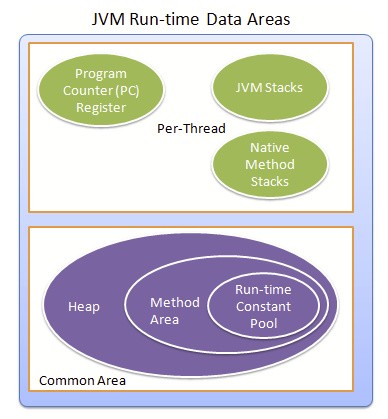 JVM Run-time Data Areas
Program
Counter (PC)
Register
JVM Stacks
Per-Thread
Native
Method
Stacks
Heap
Method
Area
Run-time
Constant
Pool
Common Area